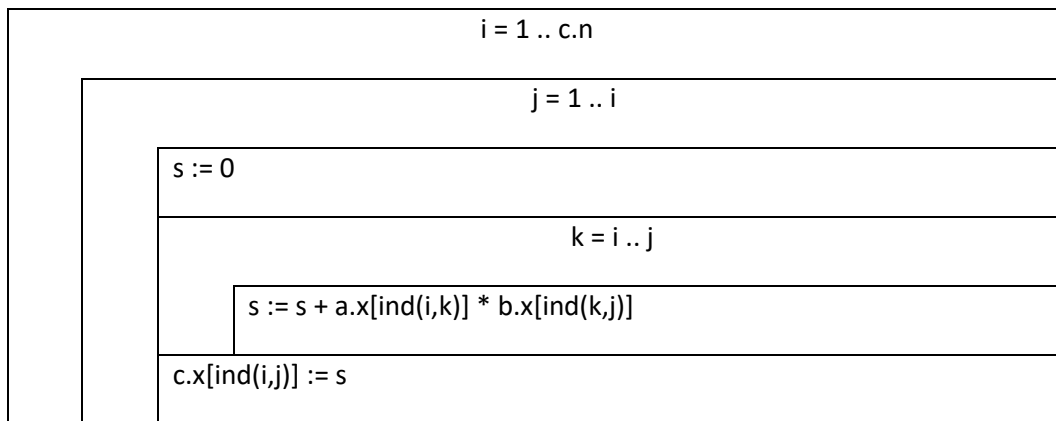 i = 1 .. c.n
j = 1 .. i
s := 0
k = i .. j
s := s + a.x[ind(i,k)] * b.x[ind(k,j)]
c.x[ind(i,j)] := s